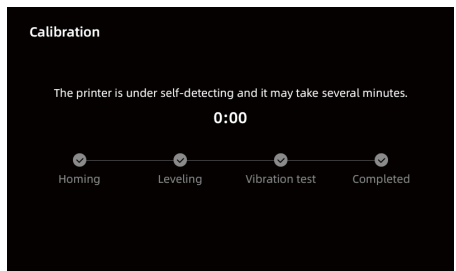 Calibration
The printer is under self-detecting and it may take several minutes.
0:00
Homing Leveling Vibration test Completed